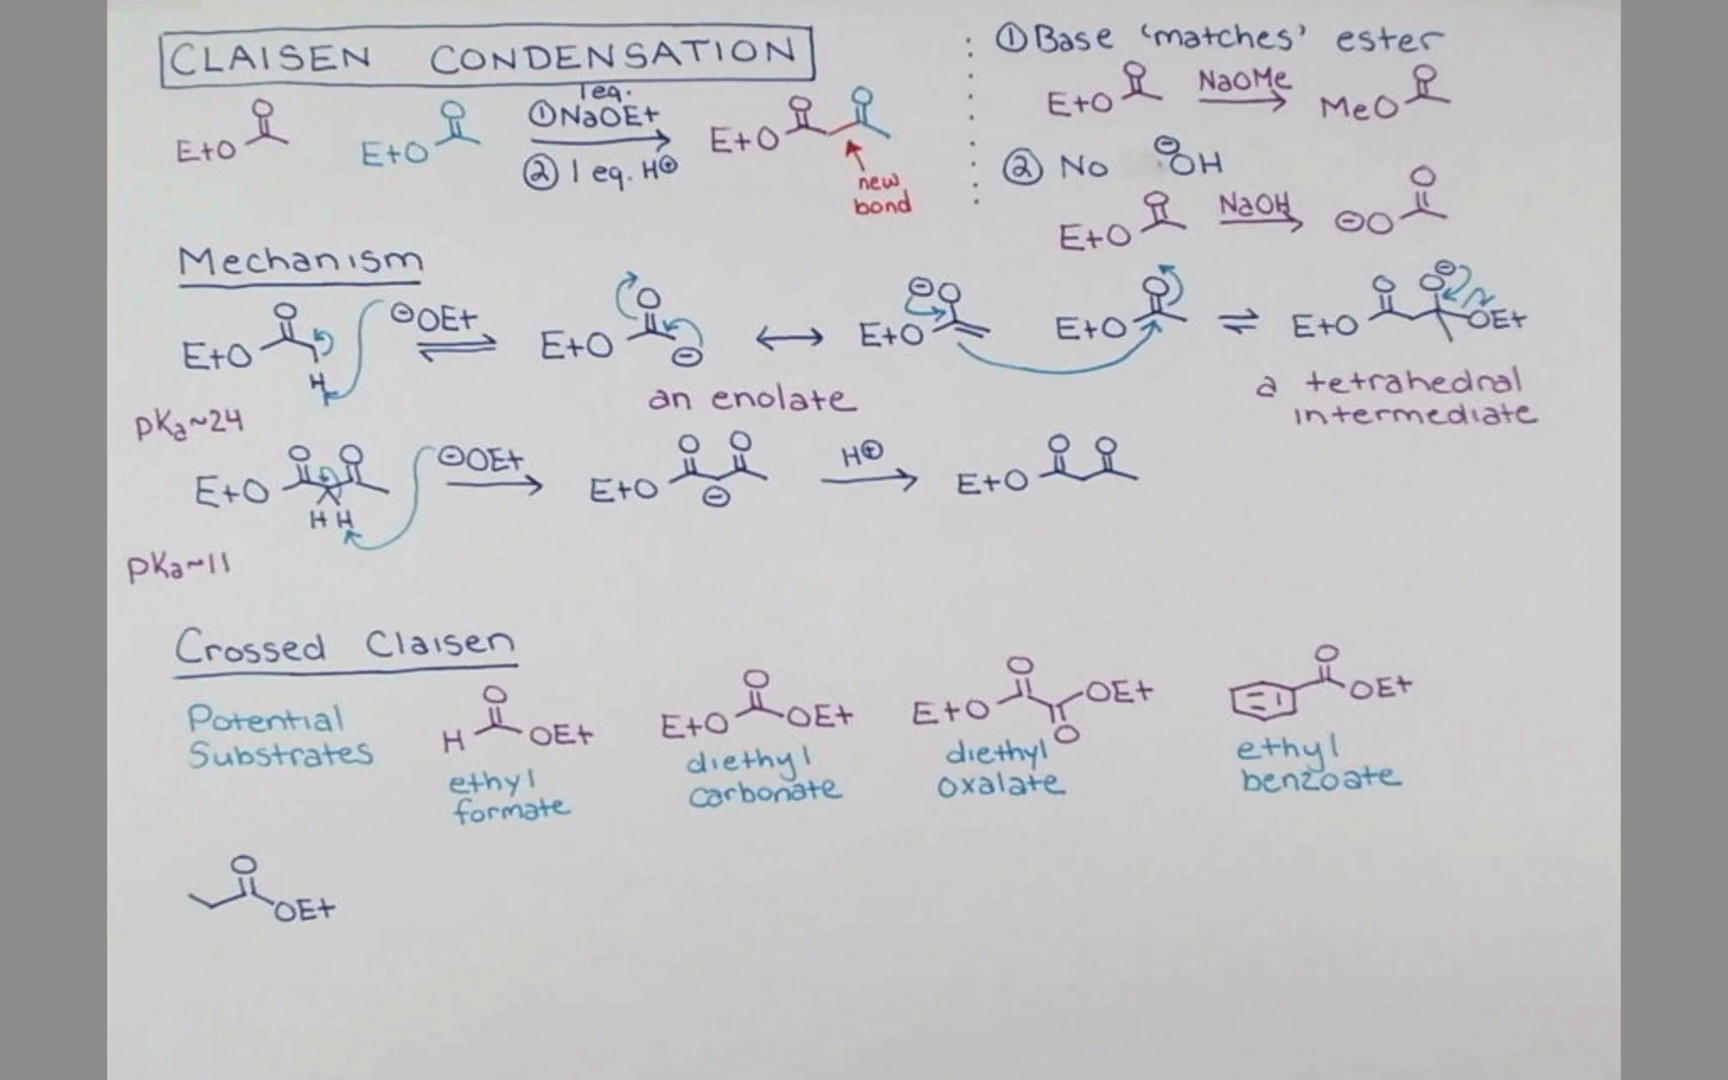 CLAISEN CONDENSATION
EtO O
EtO O
1 eq.
① NaOEt
② 1 eq. H⊕
EtO O O
new
bond
① Base 'matches' ester
EtO O NaOMe MeO O
② No ⊖OH
EtO O NaOH ⊖O O
Mechanism
EtO O H ⊖OEt EtO O ⊖ EtO ⊖O EtO O EtO O O⊖ OEt
an enolate
a tetrahedral
intermediate
pKa~24
EtO O O H H ⊖OEt EtO O O ⊖ H⊕ EtO O O
pKa~11
Crossed Claisen
Potential
Substrates
H O OEt
ethyl
formate
EtO O OEt
diethyl
carbonate
EtO O OEt O
diethyl
oxalate
O OEt
ethyl
benzoate
O OEt